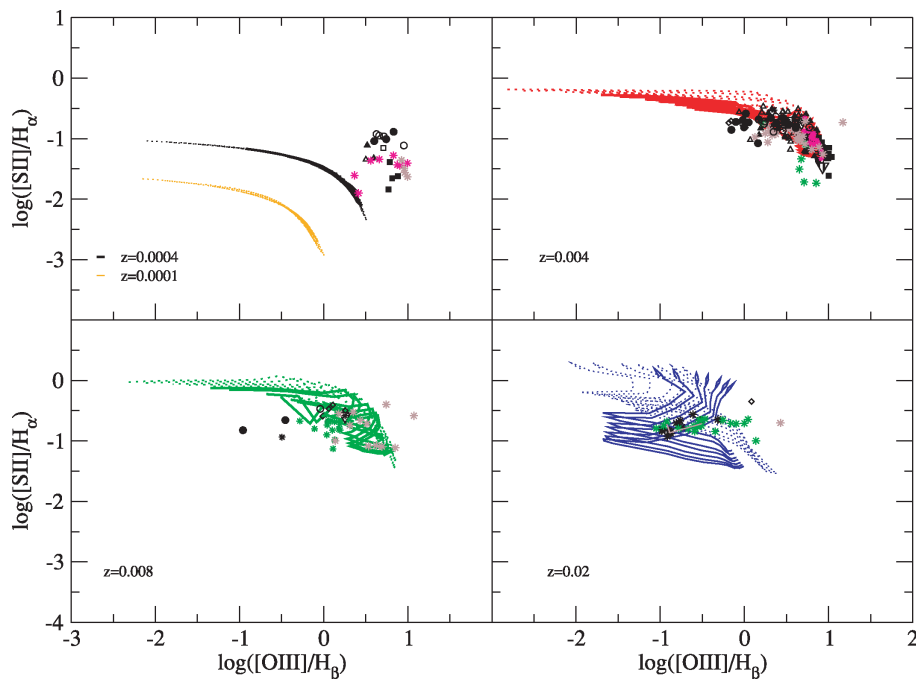 1
0
-1
-2
-3
log([SII]/Hα)
z=0.0004
z=0.0001
z=0.004
0
-1
-2
-3
-4
log([SII]/Hα)
z=0.008
z=0.02
-3 -2 -1 0 1
-2 -1 0 1 2
log([OIII]/Hβ)
log([OIII]/Hβ)